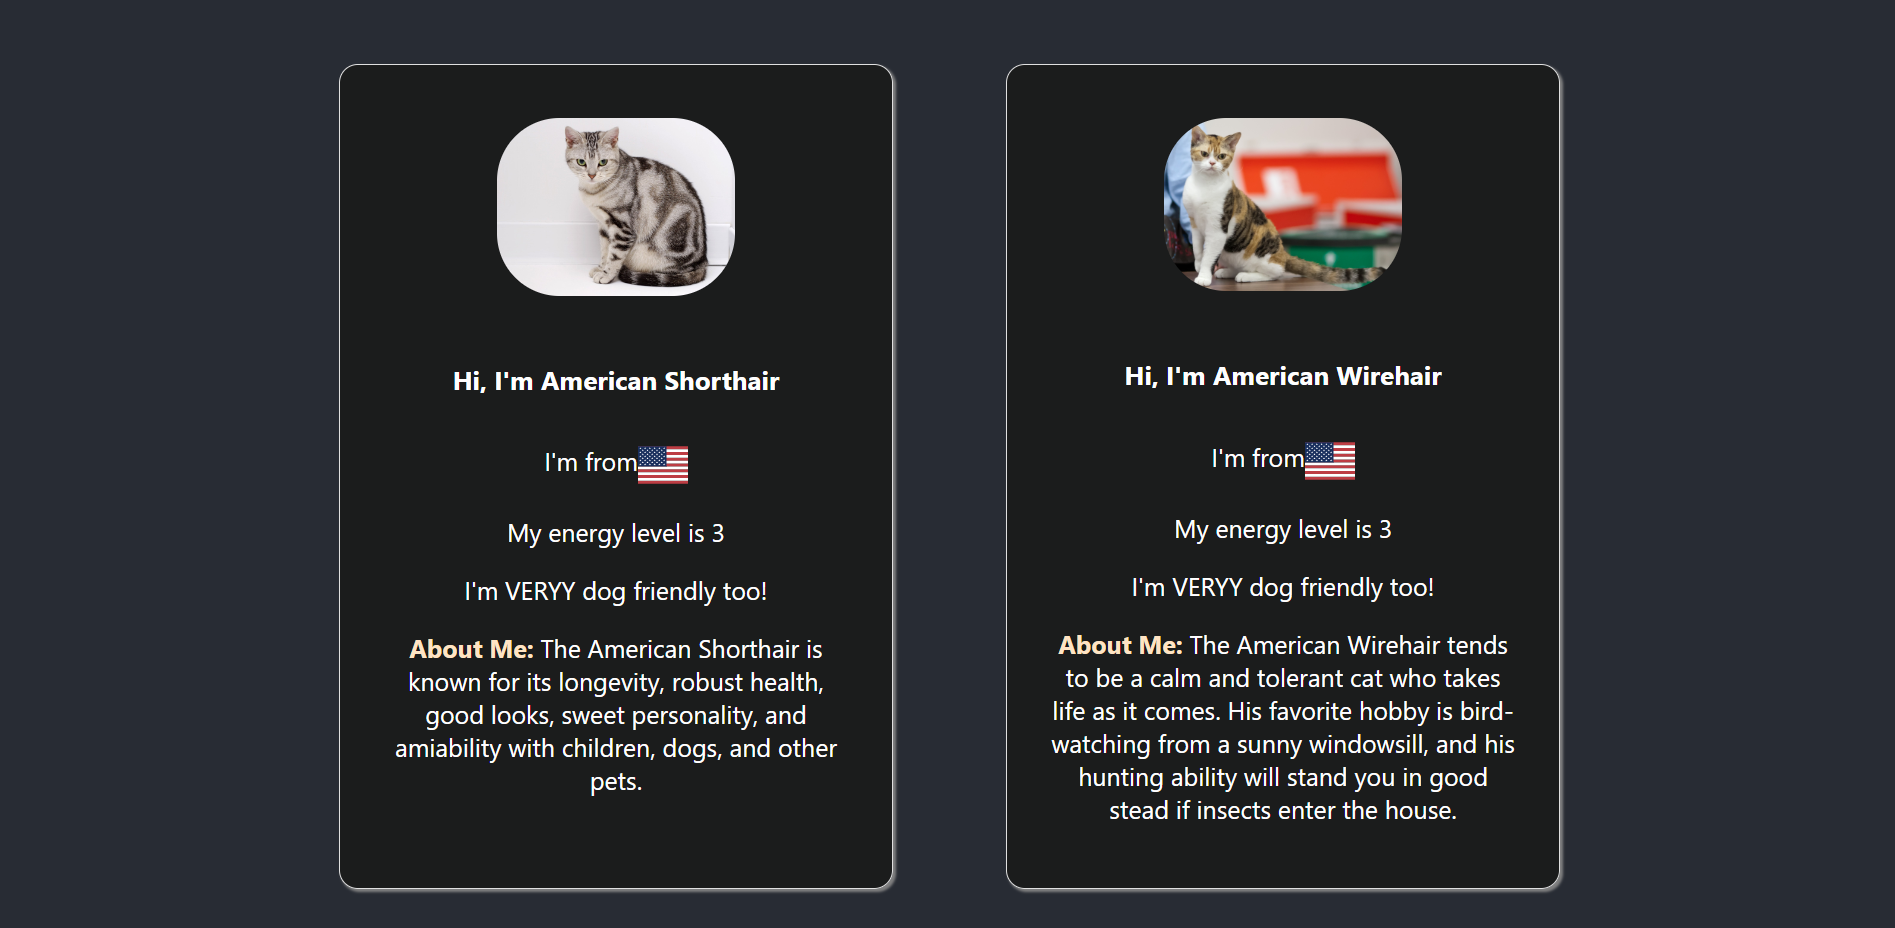 Hi, I'm American Shorthair
I'm from
My energy level is 3
I'm VERYY dog friendly too!
About Me: The American Shorthair is
known for its longevity, robust health,
good looks, sweet personality, and
amiability with children, dogs, and other
pets.
Hi, I'm American Wirehair
I'm from
My energy level is 3
I'm VERYY dog friendly too!
About Me: The American Wirehair tends
to be a calm and tolerant cat who takes
life as it comes. His favorite hobby is bird-
watching from a sunny windowsill, and his
hunting ability will stand you in good
stead if insects enter the house.